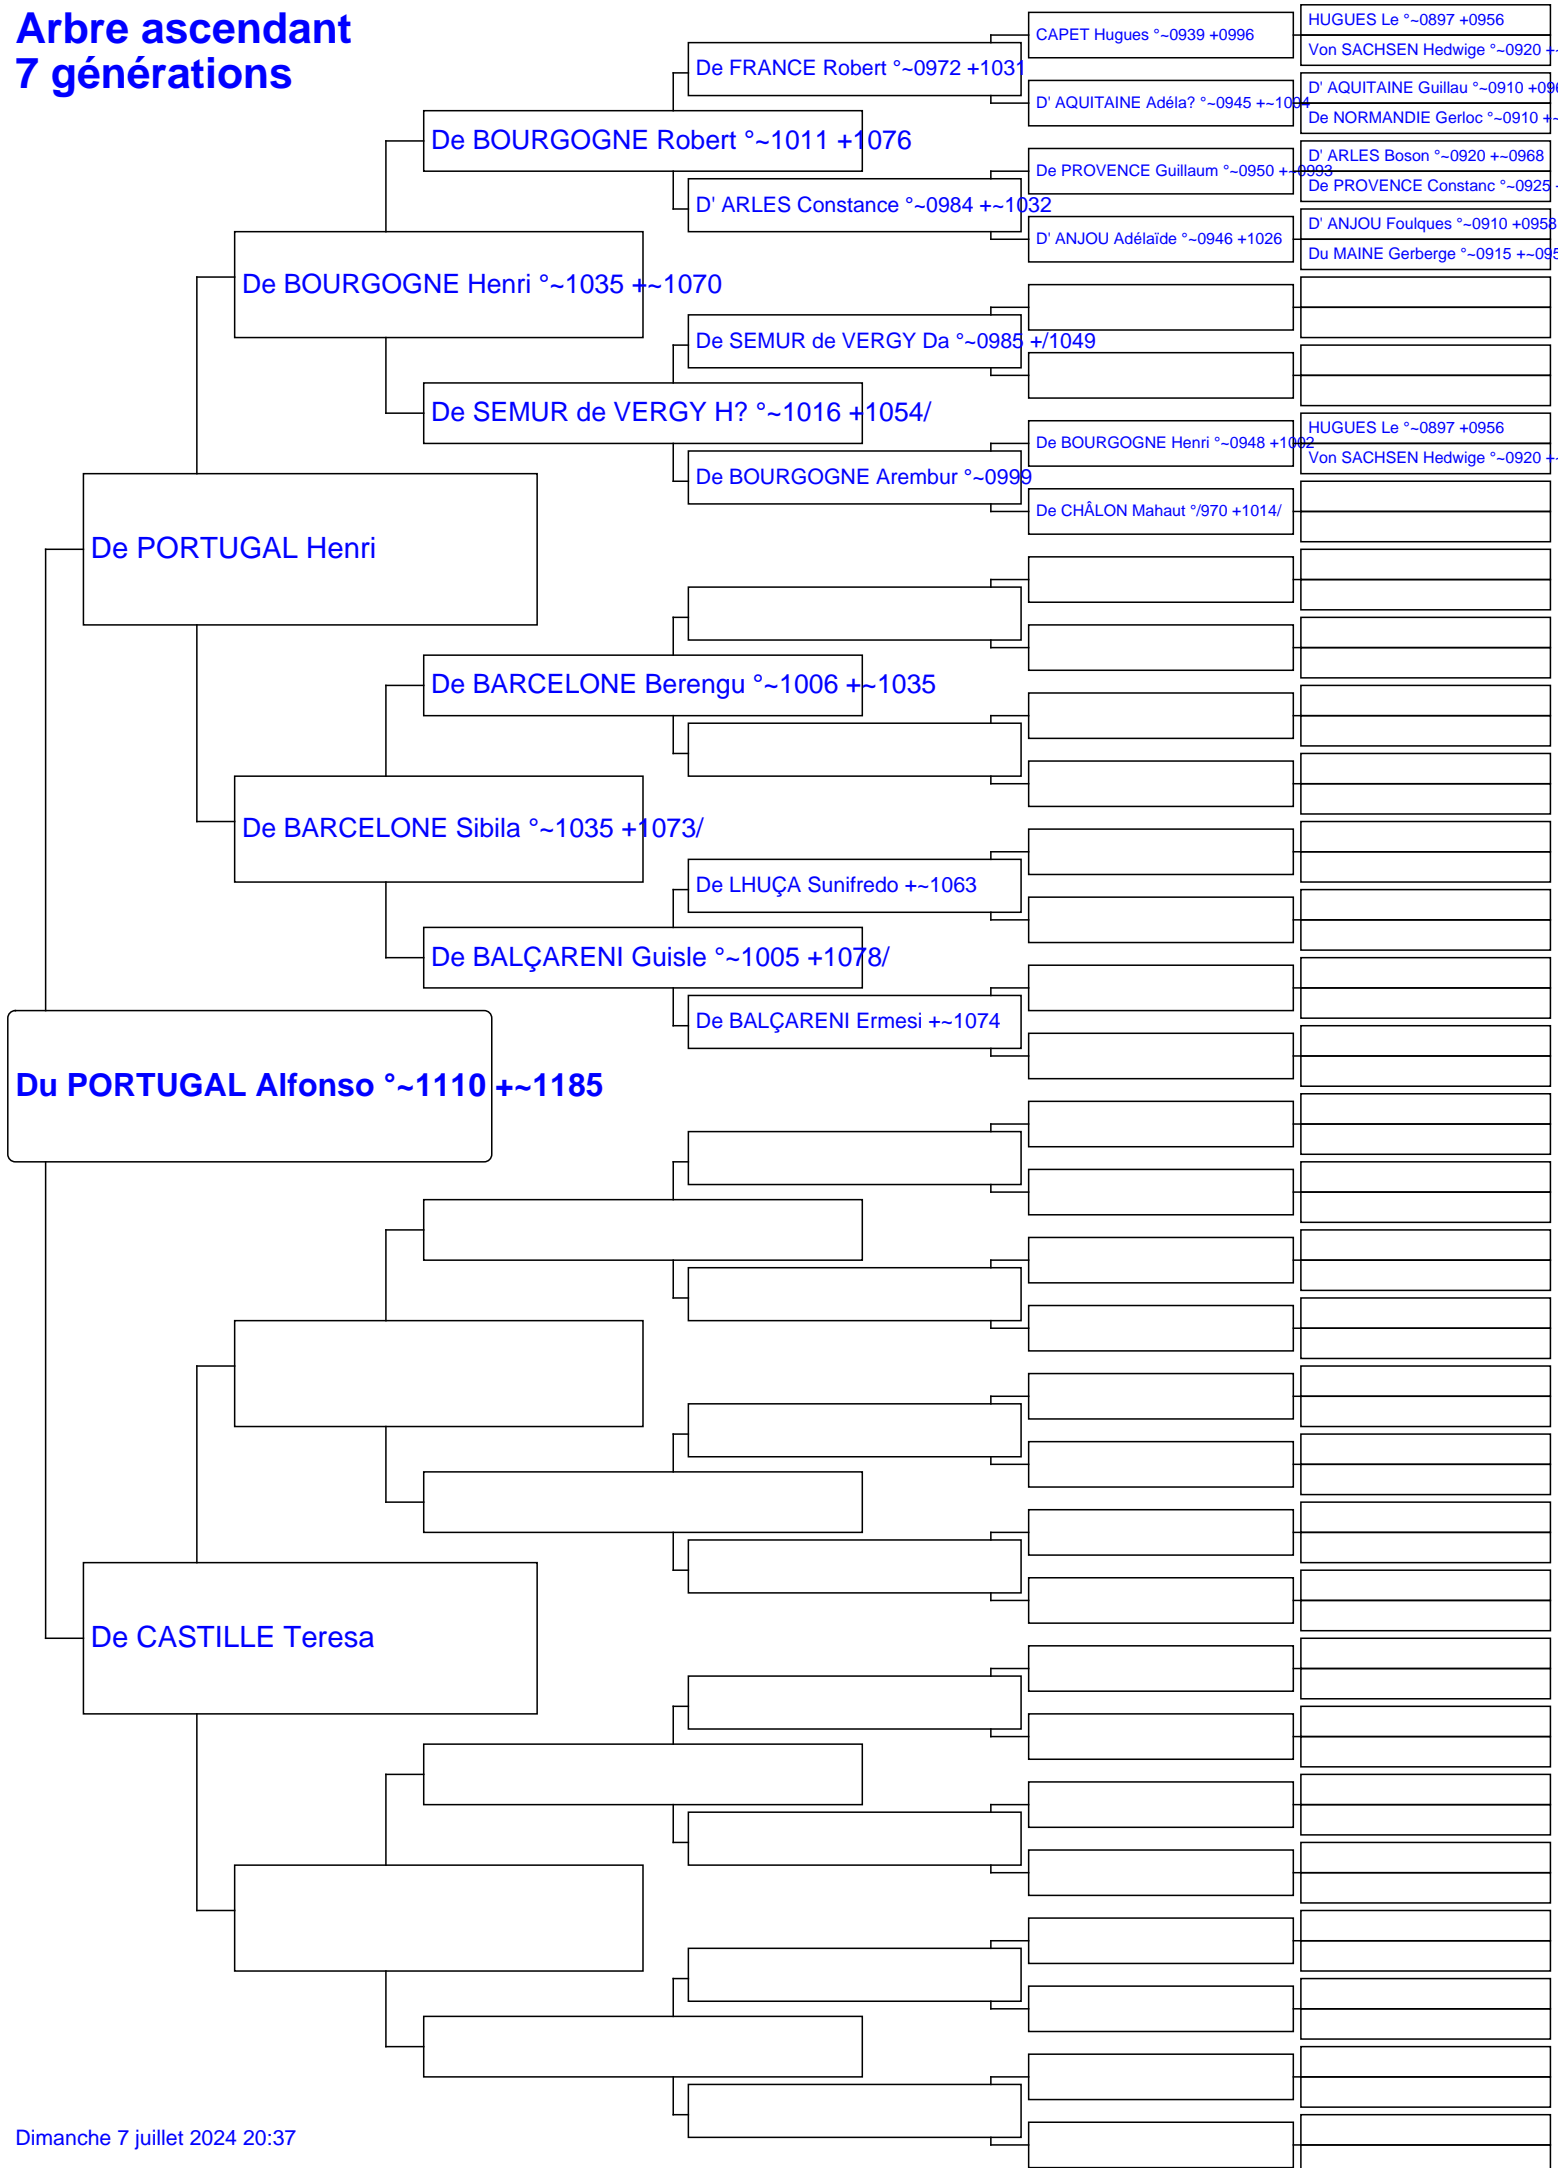 Arbre ascendant
7 générations
HUGUES Le °~0897 +0956
CAPET Hugues °~0939 +0996
Von SACHSEN Hedwige °~0920 +~
De FRANCE Robert °~0972 +1031
D' AQUITAINE Guillau °~0910 +096
D' AQUITAINE Adéla? °~0945 +~1004
De NORMANDIE Gerloc °~0910 +~
De BOURGOGNE Robert °~1011 +1076
D' ARLES Boson °~0920 +~0968
De PROVENCE Guillaum °~0950 +~0993
De PROVENCE Constanc °~0925 +
D' ARLES Constance °~0984 +~1032
D' ANJOU Foulques °~0910 +0958
D' ANJOU Adélaïde °~0946 +1026
Du MAINE Gerberge °~0915 +~095
De BOURGOGNE Henri °~1035 +~1070
De SEMUR de VERGY Da °~0985 +/1049
De SEMUR de VERGY H? °~1016 +1054/
HUGUES Le °~0897 +0956
De BOURGOGNE Henri °~0948 +1002
Von SACHSEN Hedwige °~0920 +~
De BOURGOGNE Arembur °~0999
De CHÂLON Mahaut °/970 +1014/
De PORTUGAL Henri
De BARCELONE Berengu °~1006 +~1035
De BARCELONE Sibila °~1035 +1073/
De LHUÇA Sunifredo +~1063
De BALÇARENI Guisle °~1005 +1078/
De BALÇARENI Ermesi +~1074
Du PORTUGAL Alfonso °~1110 +~1185
De CASTILLE Teresa
Dimanche 7 juillet 2024 20:37